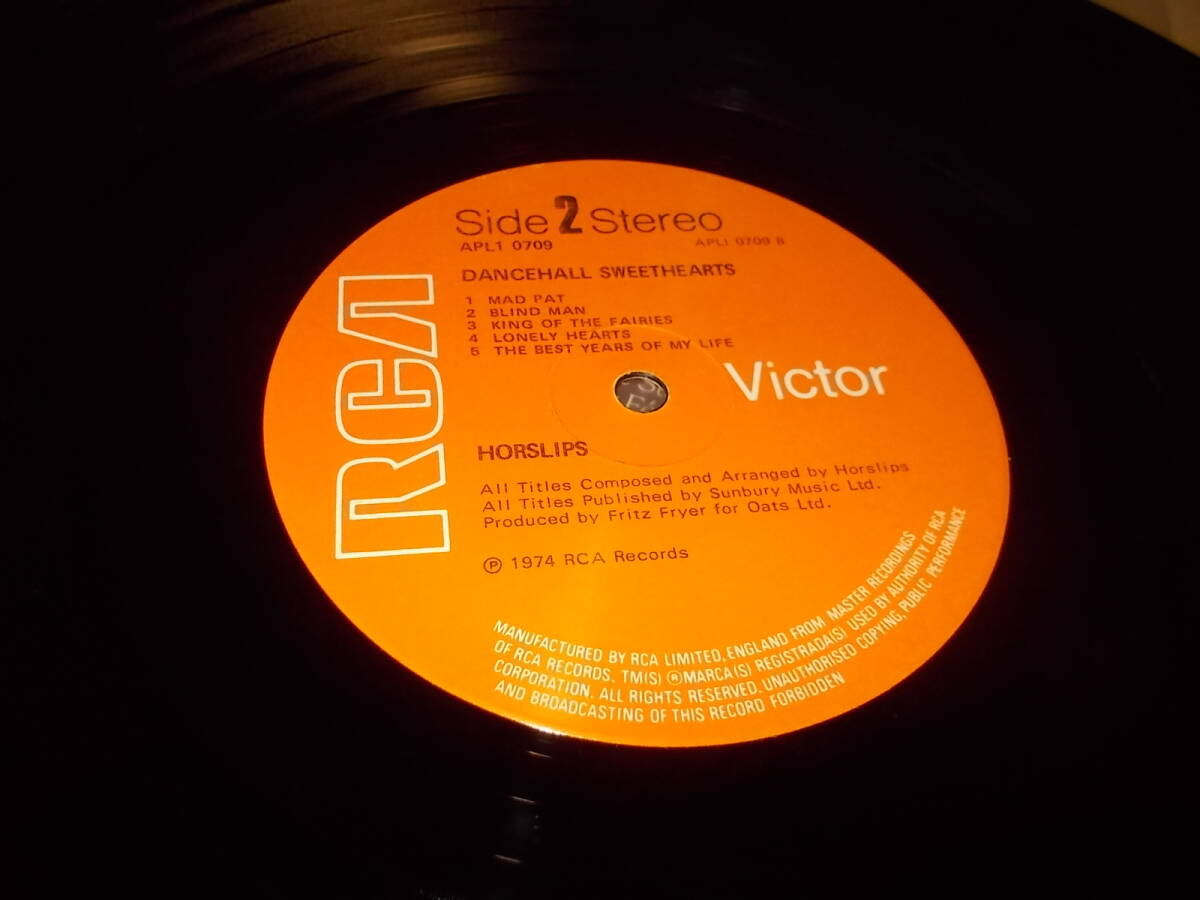 Side 2 Stereo
APL1 0709 APL1 0709 B
DANCEHALL SWEETHEARTS
1 MAD PAT
2 BLIND MAN
3 KING OF THE FAIRIES
4 LONELY HEARTS
5 THE BEST YEARS OF MY LIFE
RCA
Victor
HORSLIPS
All Titles Composed and Arranged by Horslips
All Titles Published by Sunbury Music Ltd.
Produced by Fritz Fryer for Oats Ltd.
℗ 1974 RCA Records
MANUFACTURED BY RCA LIMITED, ENGLAND FROM MASTER RECORDINGS
OF RCA RECORDS. TM(S) ® MARCA(S) REGISTRADA(S) USED BY AUTHORITY OF RCA
CORPORATION. ALL RIGHTS RESERVED. UNAUTHORISED COPYING, PUBLIC PERFORMANCE
AND BROADCASTING OF THIS RECORD FORBIDDEN